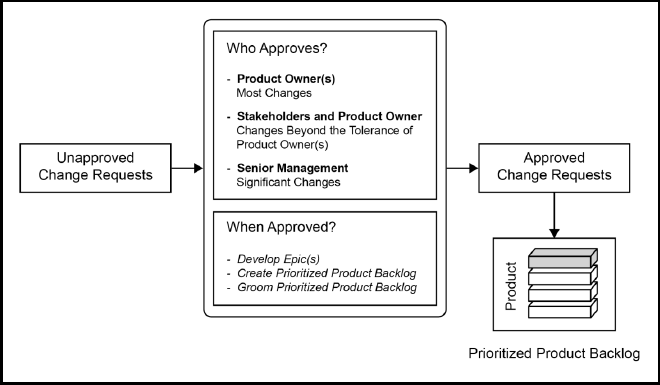 Unapproved
Change Requests
Who Approves?
- Product Owner(s)
Most Changes
- Stakeholders and Product Owner
Changes Beyond the Tolerance of
Product Owner(s)
- Senior Management
Significant Changes
When Approved?
- Develop Epic(s)
- Create Prioritized Product Backlog
- Groom Prioritized Product Backlog
Approved
Change Requests
Product
Prioritized Product Backlog